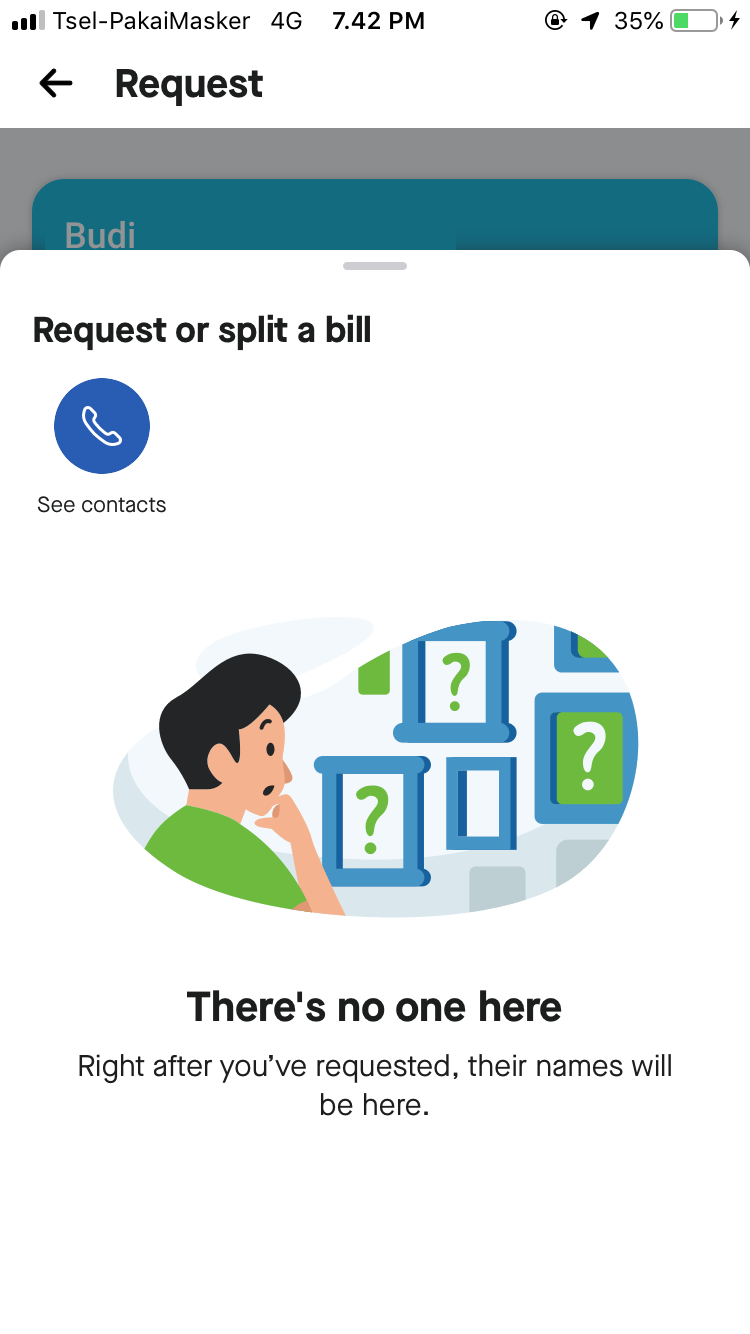 Tsel-PakaiMasker 4G 7.42 PM 35%
Request
Budi
Request or split a bill
See contacts
?
?
?
There's no one here
Right after you’ve requested, their names will
be here.